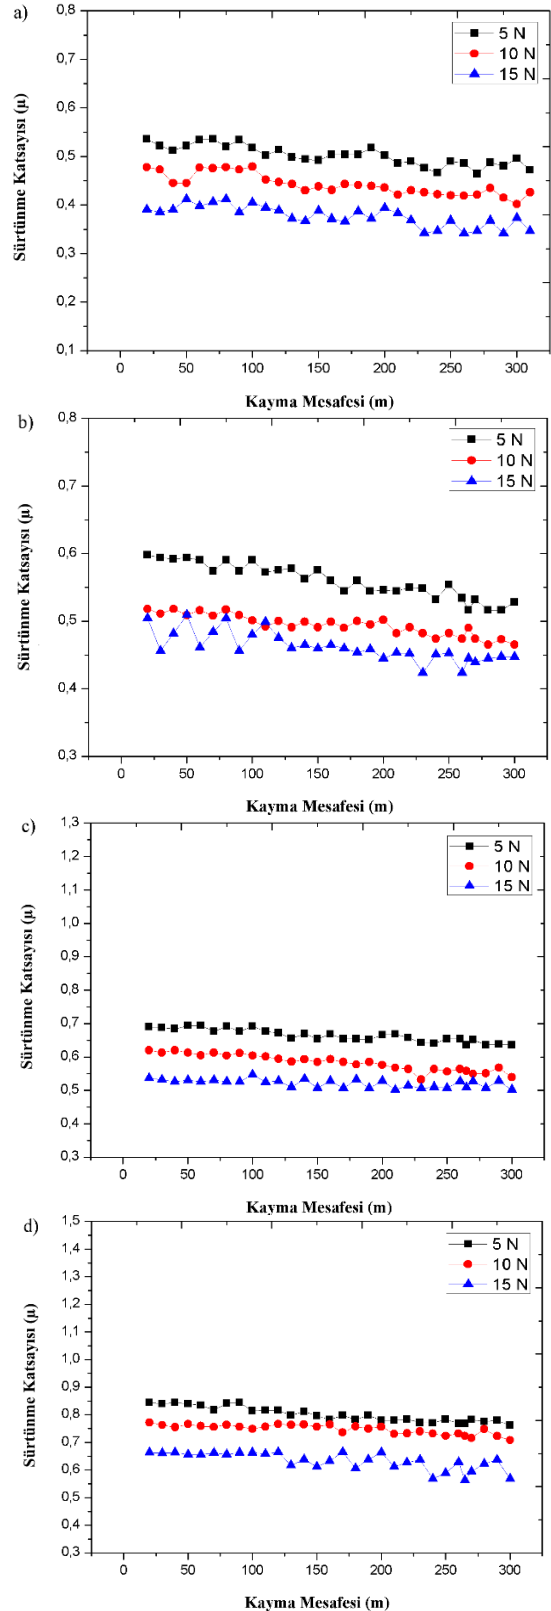 a)
0,8
0,7
0,6
0,5
0,4
0,3
0,2
0,1
Sürtünme Katsayısı (μ)
5 N
10 N
15 N
0 50 100 150 200 250 300
Kayma Mesafesi (m)
b)
0,8
0,7
0,6
0,5
0,4
0,3
Sürtünme Katsayısı (μ)
5 N
10 N
15 N
0 50 100 150 200 250 300
Kayma Mesafesi (m)
c)
1,3
1,2
1,1
1,0
0,9
0,8
0,7
0,6
0,5
0,4
0,3
Sürtünme Katsayısı (μ)
5 N
10 N
15 N
0 50 100 150 200 250 300
Kayma Mesafesi (m)
d)
1,5
1,4
1,3
1,2
1,1
1,0
0,9
0,8
0,7
0,6
0,5
0,4
0,3
Sürtünme Katsayısı (μ)
5 N
10 N
15 N
0 50 100 150 200 250 300
Kayma Mesafesi (m)